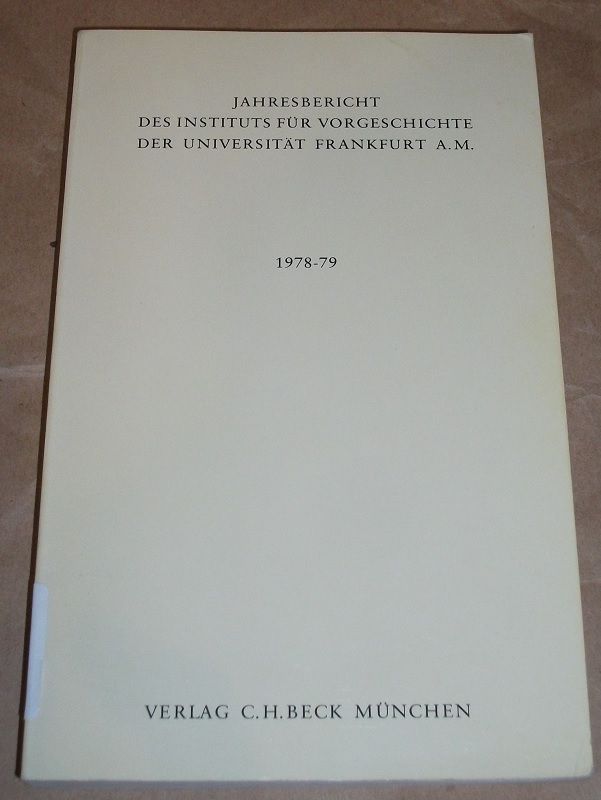 JAHRESBERICHT
DES INSTITUTS FÜR VORGESCHICHTE
DER UNIVERSITÄT FRANKFURT A.M.
1978-79
VERLAG C.H.BECK MÜNCHEN